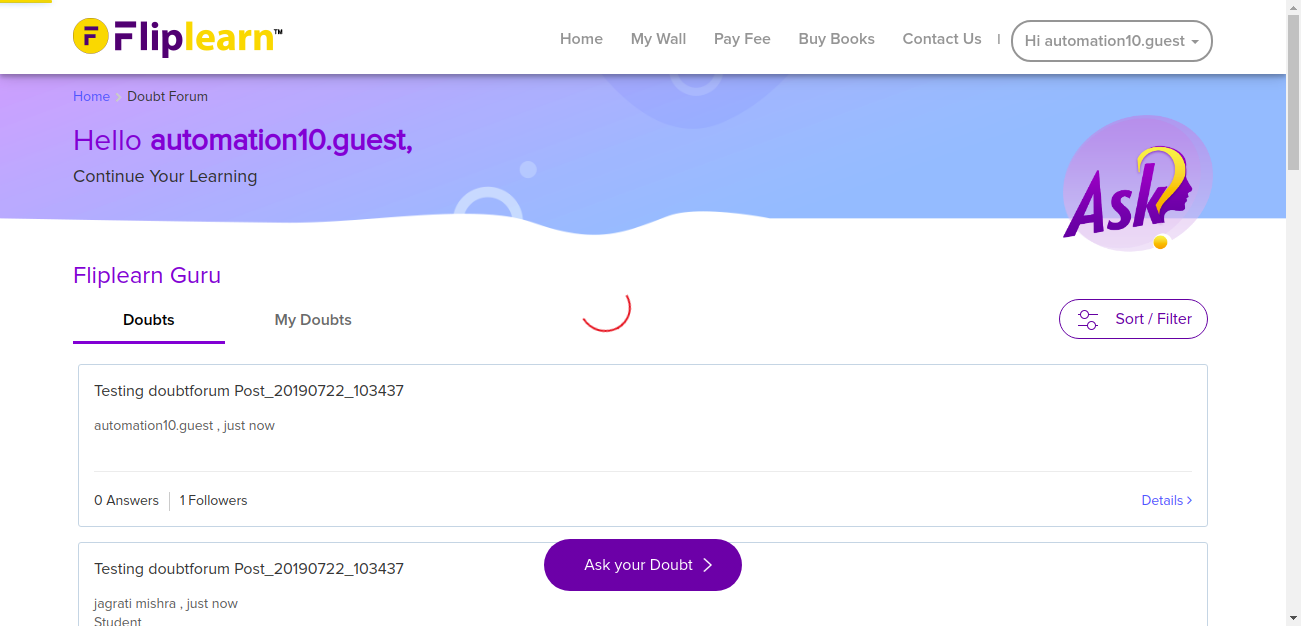 Fliplearn™
Home My Wall Pay Fee Buy Books Contact Us | Hi automation10.guest
Home > Doubt Forum
Hello automation10.guest,
Continue Your Learning
Ask?
Fliplearn Guru
Doubts My Doubts Sort / Filter
Testing doubtforum Post_20190722_103437
automation10.guest , just now
0 Answers 1 Followers Details >
Testing doubtforum Post_20190722_103437
Ask your Doubt >
jagrati mishra , just now
Student